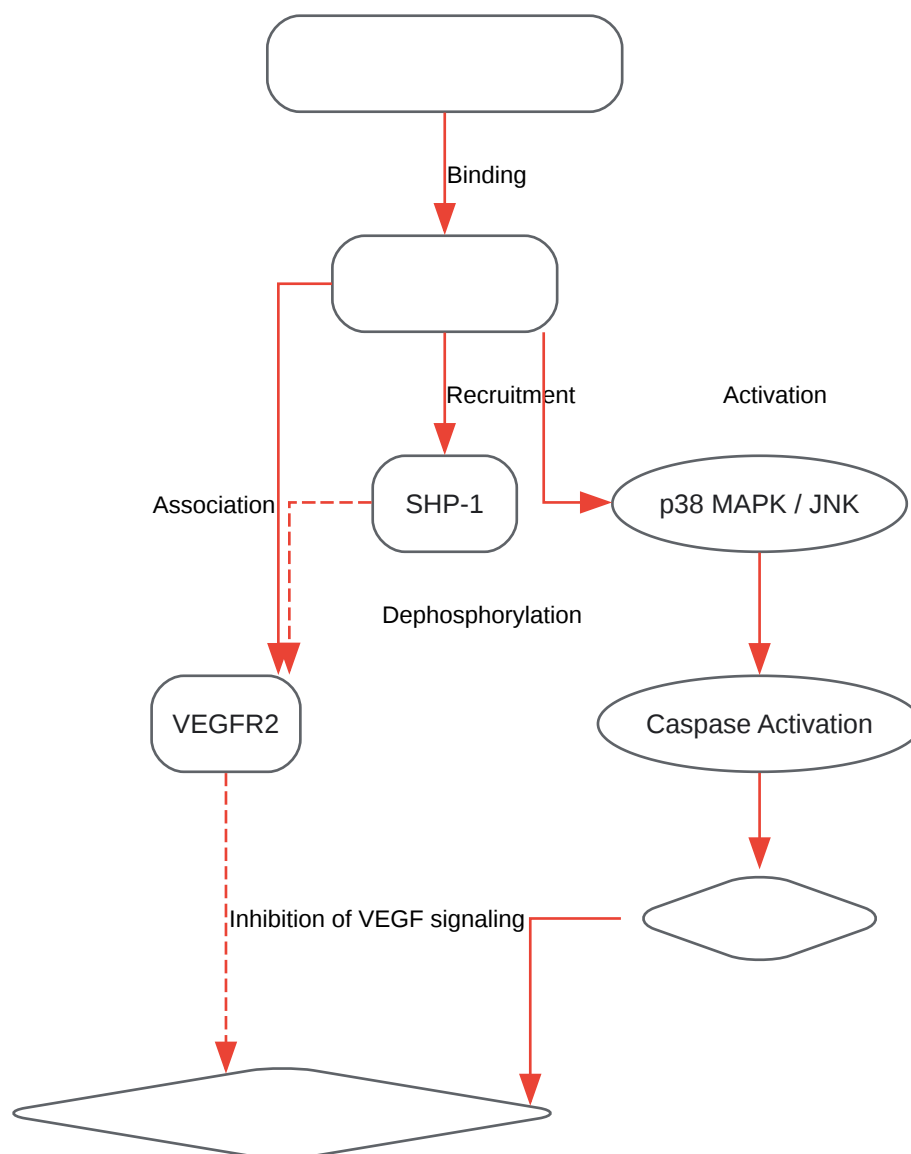 Binding
Recruitment
Activation
Association
SHP-1
p38 MAPK / JNK
Dephosphorylation
VEGFR2
Caspase Activation
Inhibition of VEGF signaling